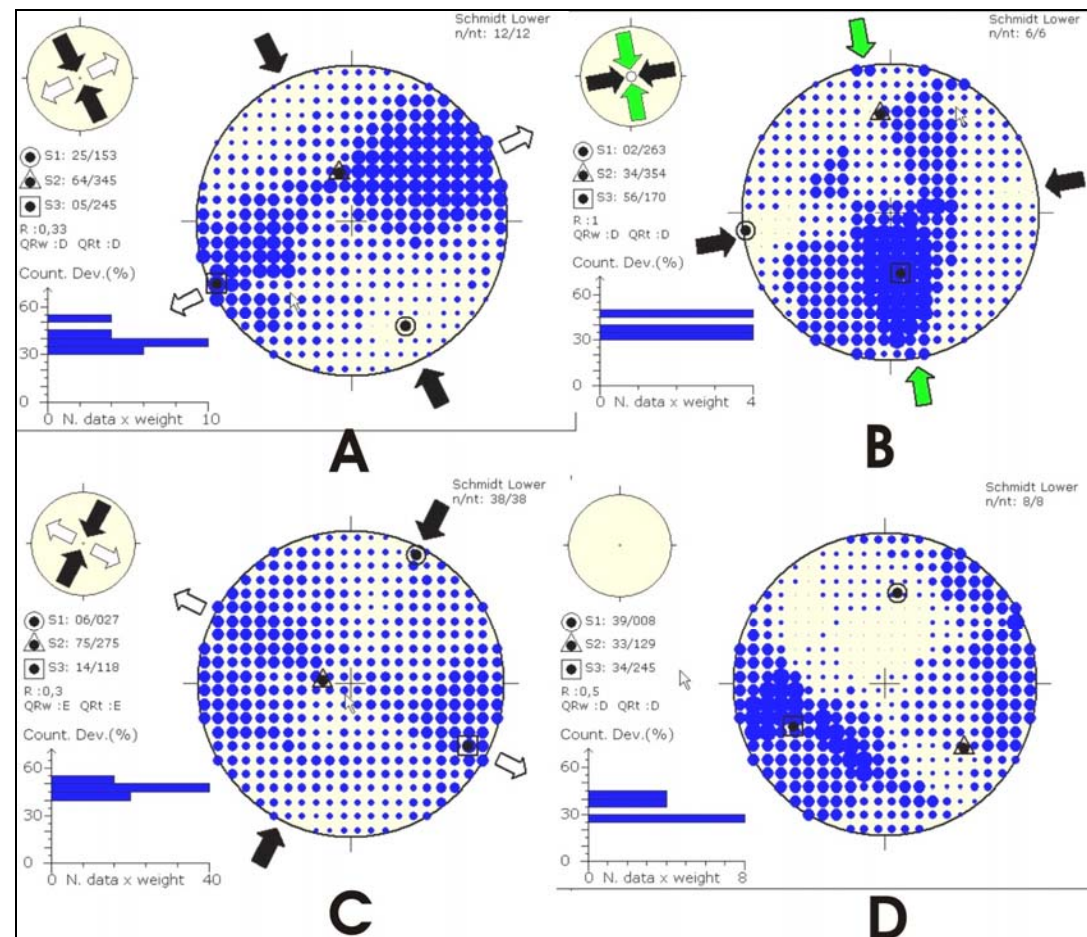 Schmidt Lower
n/nt: 12/12
S1: 25/153
S2: 64/345
S3: 05/245
R :0,33
QRw :D QRt :D
Count. Dev.(%)
60
30
0
0 N. data x weight 10
A
Schmidt Lower
n/nt: 6/6
S1: 02/263
S2: 34/354
S3: 56/170
R :1
QRw :D QRt :D
Count. Dev.(%)
60
30
0
0 N. data x weight 4
B
Schmidt Lower
n/nt: 38/38
S1: 06/027
S2: 75/275
S3: 14/118
R :0,3
QRw :E QRt :E
Count. Dev.(%)
60
30
0
0 N. data x weight 40
C
Schmidt Lower
n/nt: 8/8
S1: 39/008
S2: 33/129
S3: 34/245
R :0,5
QRw :D QRt :D
Count. Dev.(%)
60
30
0
0 N. data x weight 8
D